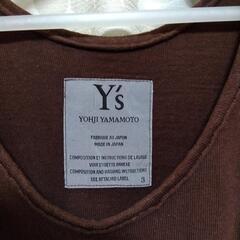 Y's
YOHJI YAMAMOTO
FABRIQUE AU JAPON
MADE IN JAPAN
COMPOSITION ET INSTRUCTIONS DE LAVAGE
VOIR ETIQUETTE ANNEXE
COMPOSITION AND WASHING INSTRUCTIONS
SEE ATTACHED LABEL
3